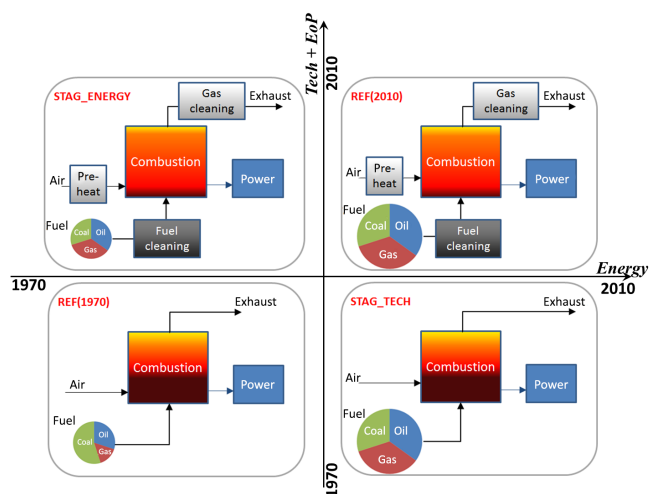 Tech + EoP
2010
STAG_ENERGY
Gas
cleaning
Exhaust
Combustion
Air
Pre-
heat
Power
Fuel
Coal
Oil
Gas
Fuel
cleaning
REF(2010)
Gas
cleaning
Exhaust
Combustion
Air
Pre-
heat
Power
Fuel
Coal
Oil
Gas
Fuel
cleaning
1970
Energy
2010
REF(1970)
Exhaust
Combustion
Air
Power
Fuel
Coal
Oil
Gas
STAG_TECH
Exhaust
Combustion
Air
Power
Fuel
Coal
Oil
Gas
1970